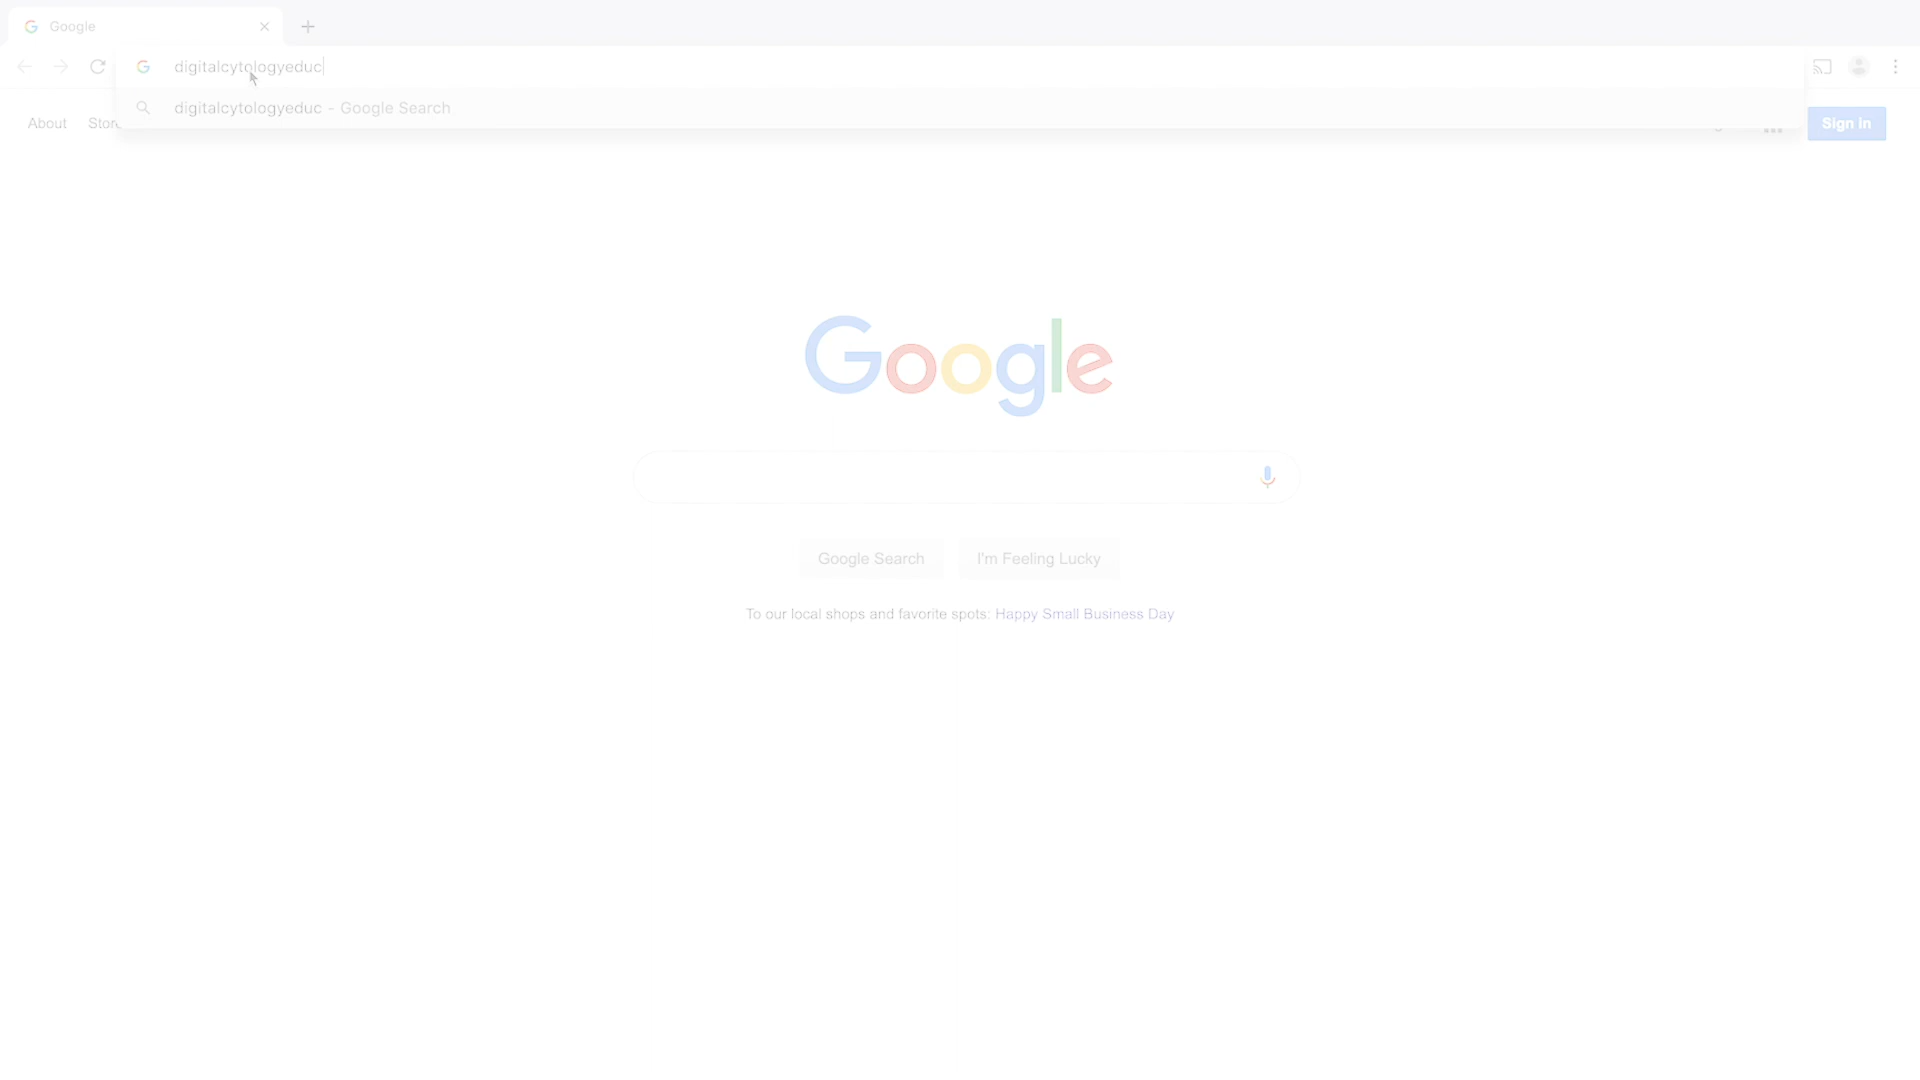 Google
digitalcytologyeduc
digitalcytologyeduc - Google Search
About Store
Sign in
Google
Google Search I'm Feeling Lucky
To our local shops and favorite spots: Happy Small Business Day